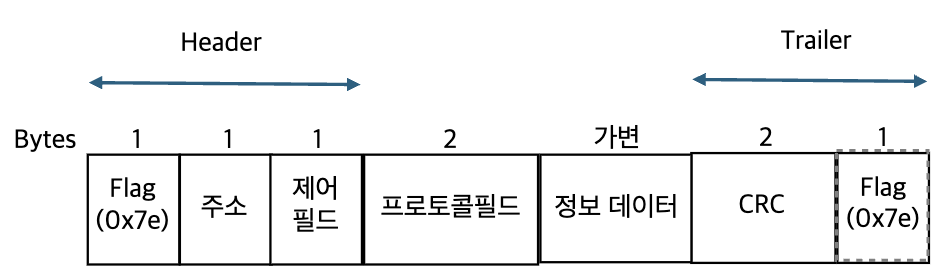 Header
Trailer
Bytes 1 1 1 2 가변 2 1
Flag
(0x7e)
주소
제어
필드
프로토콜필드
정보 데이터
CRC
Flag
(0x7e)